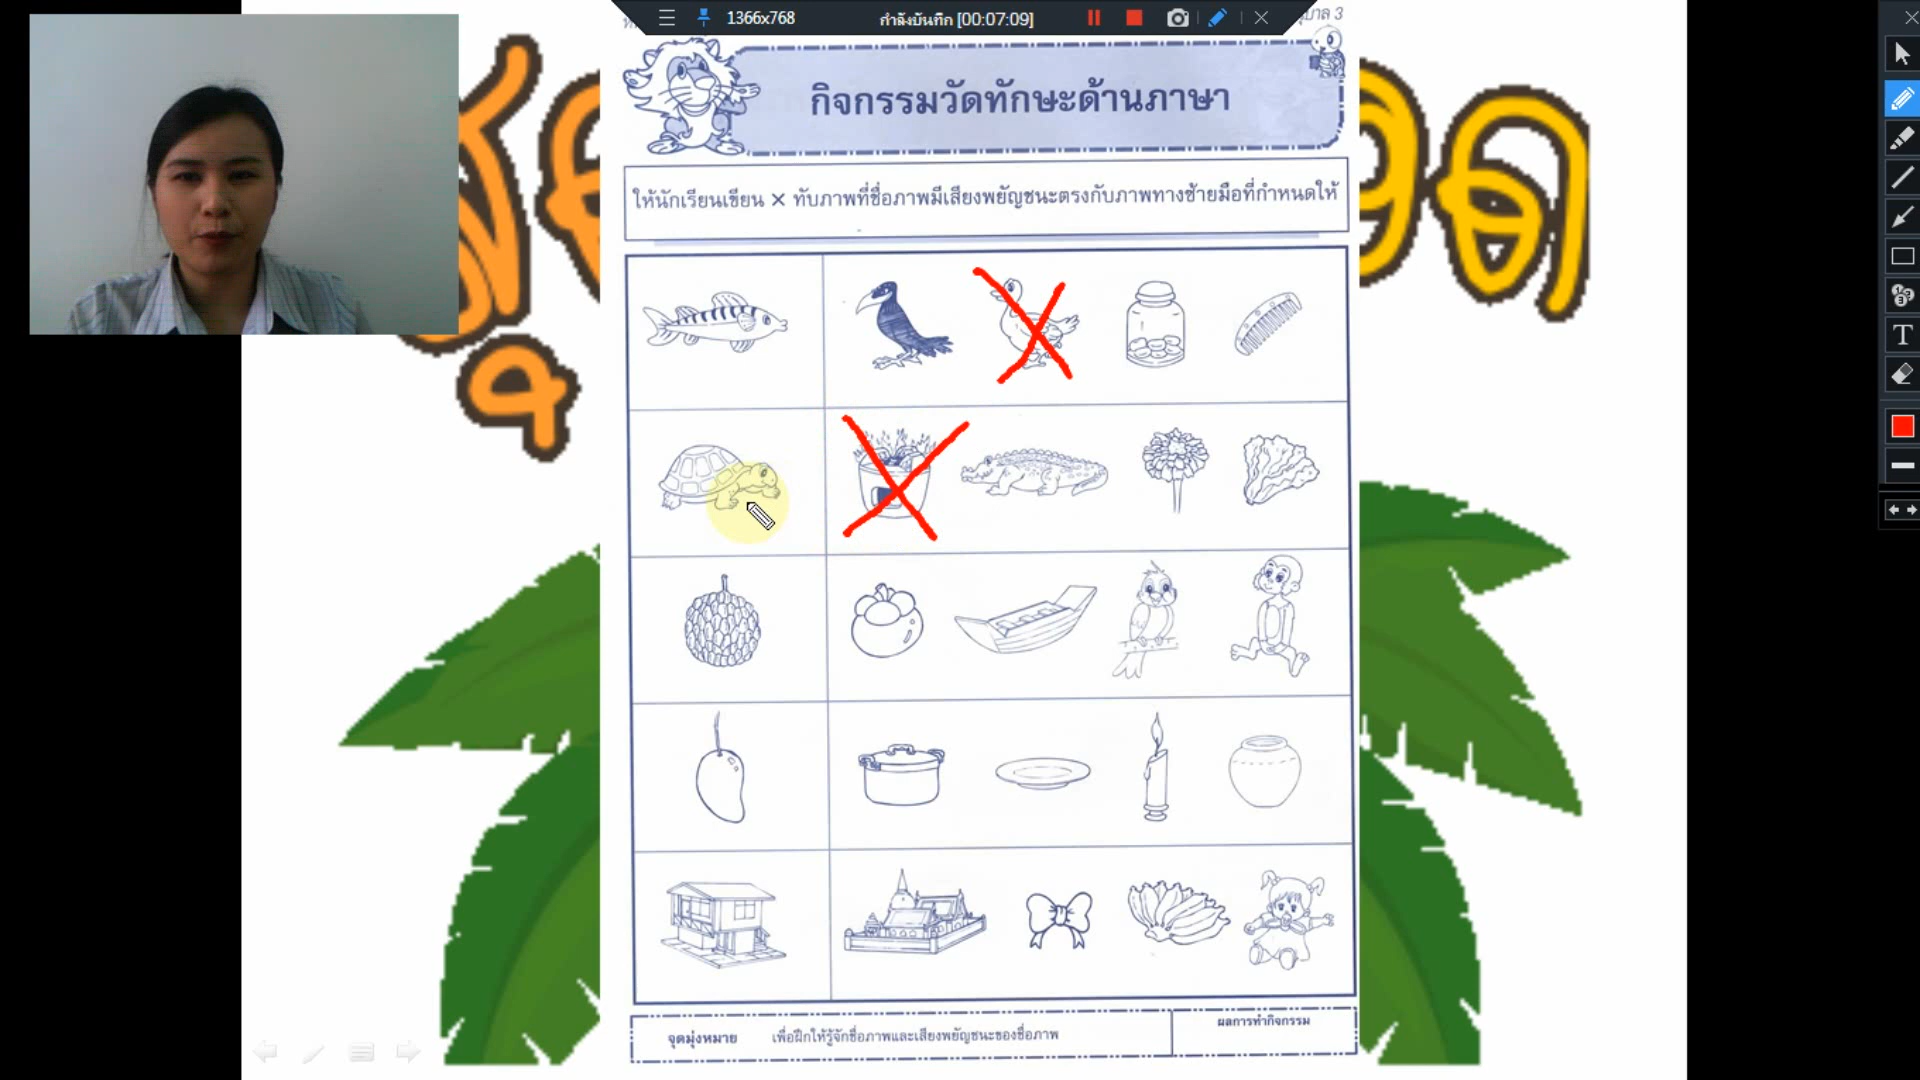 1366x768
กำลังบันทึก [00:07:09]
กิจกรรมวัดทักษะด้านภาษา
ให้นักเรียนเขียน × ทับภาพที่ชื่อภาพมีเสียงพยัญชนะตรงกับภาพทางซ้ายมือที่กำหนดให้
จุดมุ่งหมาย เพื่อฝึกให้รู้จักชื่อภาพและเสียงพยัญชนะของชื่อภาพ
ผลการทำกิจกรรม